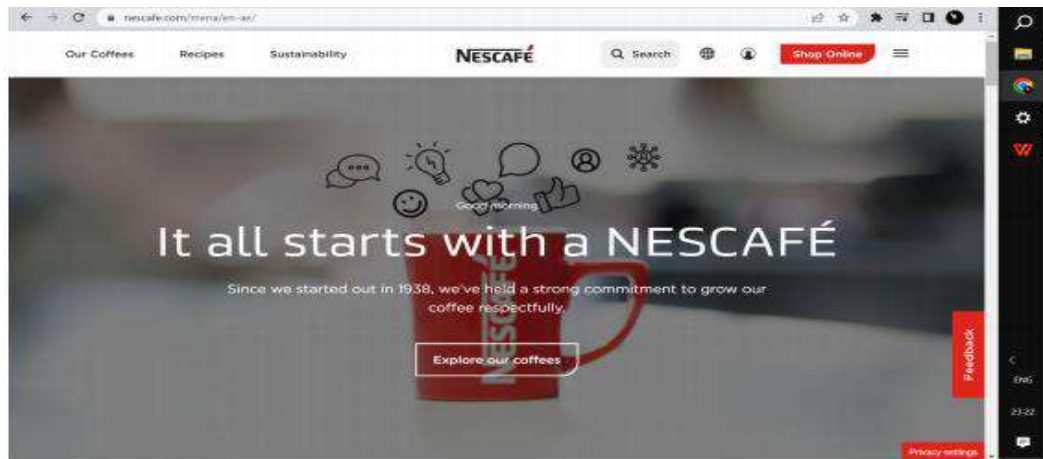 nescafe.com/mena/en-ae/
Our Coffees Recipes Sustainability NESCAFÉ Search Shop Online
Good morning
It all starts with a NESCAFÉ
Since we started out in 1938, we've held a strong commitment to grow our
coffee respectfully.
Explore our coffees
NESCAFÉ
Feedback
Privacy settings
ENG
23:22